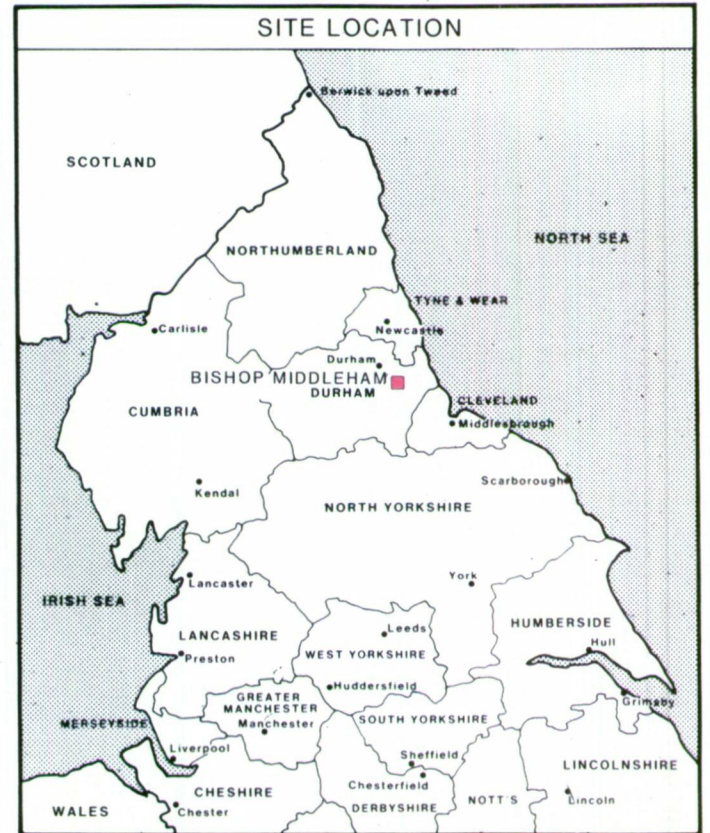 SITE LOCATION
Berwick upon Tweed
SCOTLAND
NORTH SEA
NORTHUMBERLAND
TYNE & WEAR
Carlisle
Newcastle
Durham
BISHOP MIDDLEHAM
DURHAM
CLEVELAND
CUMBRIA
Middlesbrough
Kendal
Scarborough
NORTH YORKSHIRE
Lancaster
York
IRISH SEA
HUMBERSIDE
LANCASHIRE
Leeds
Hull
Preston
WEST YORKSHIRE
Huddersfield
GREATER
MANCHESTER
Grimsby
MERSEYSIDE
Manchester
SOUTH YORKSHIRE
Liverpool
Sheffield
LINCOLNSHIRE
CHESHIRE
Chesterfield
NOTT'S
Lincoln
WALES
Chester
DERBYSHIRE